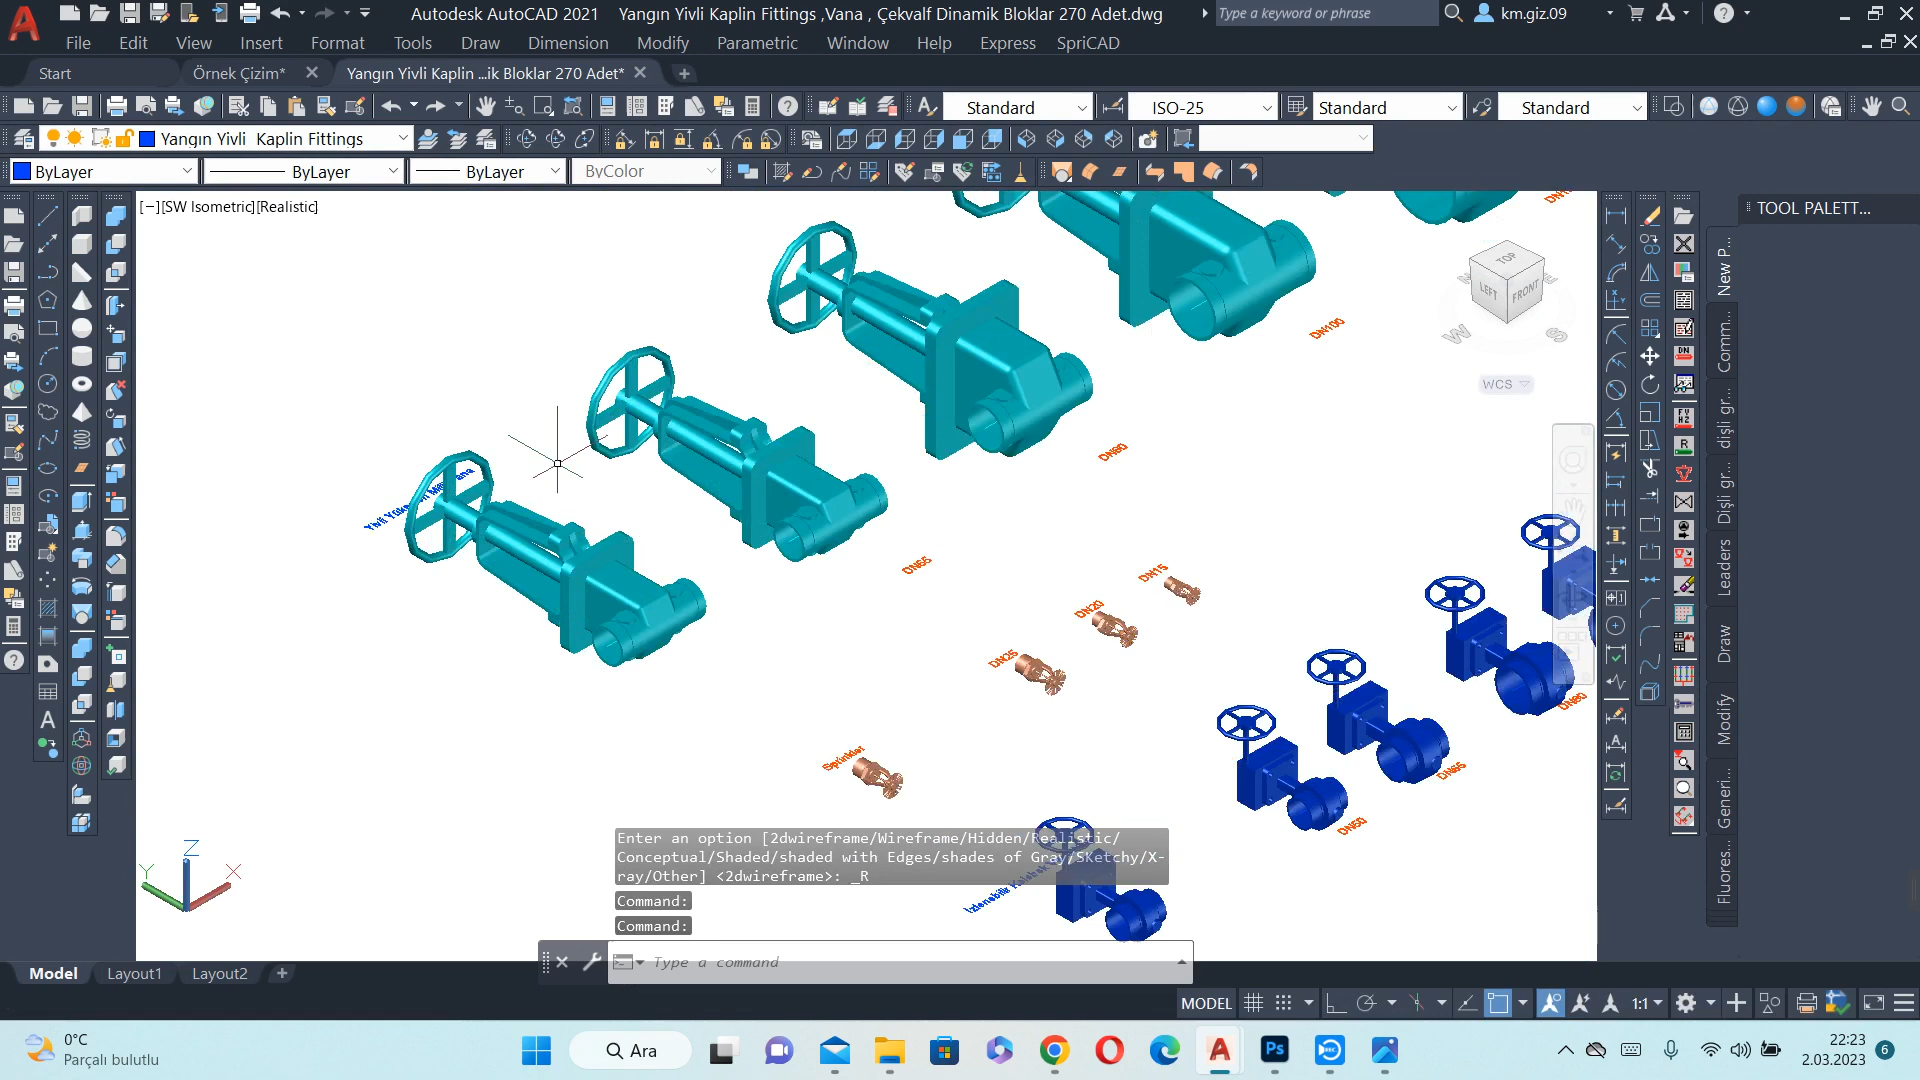 Autodesk AutoCAD 2021 Yangın Yivli Kaplin Fittings ,Vana , Çekvalf Dinamik Bloklar 270 Adet.dwg
Type a keyword or phrase
km.giz.09
File Edit View Insert Format Tools Draw Dimension Modify Parametric Window Help Express SpriCAD
Start
Örnek Çizim*
Yangın Yivli Kaplin ...ik Bloklar 270 Adet*
Standard
ISO-25
Standard
Standard
Yangın Yivli Kaplin Fittings
ByLayer
ByLayer
ByLayer
ByColor
[−][SW Isometric][Realistic]
TOOL PALETT...
New P...
Comm...
dişli gr...
Dişli gr...
Leaders
Draw
Modify
Generi...
Fluores...
TOP
LEFT
FRONT
W
S
WCS
DN100
DN80
DN65
DN15
DN20
DN25
Sprinkler
DN80
DN65
DN50
Z
Y
X
Enter an option [2dwireframe/Wireframe/Hidden/Realistic/
Conceptual/Shaded/shaded with Edges/shades of Gray/SKetchy/X-
ray/Other] <2dwireframe>: _R
Command:
Command:
Type a command
Model
Layout1
Layout2
MODEL
1:1
0°C
Parçalı bulutlu
Ara
22:23
2.03.2023
6